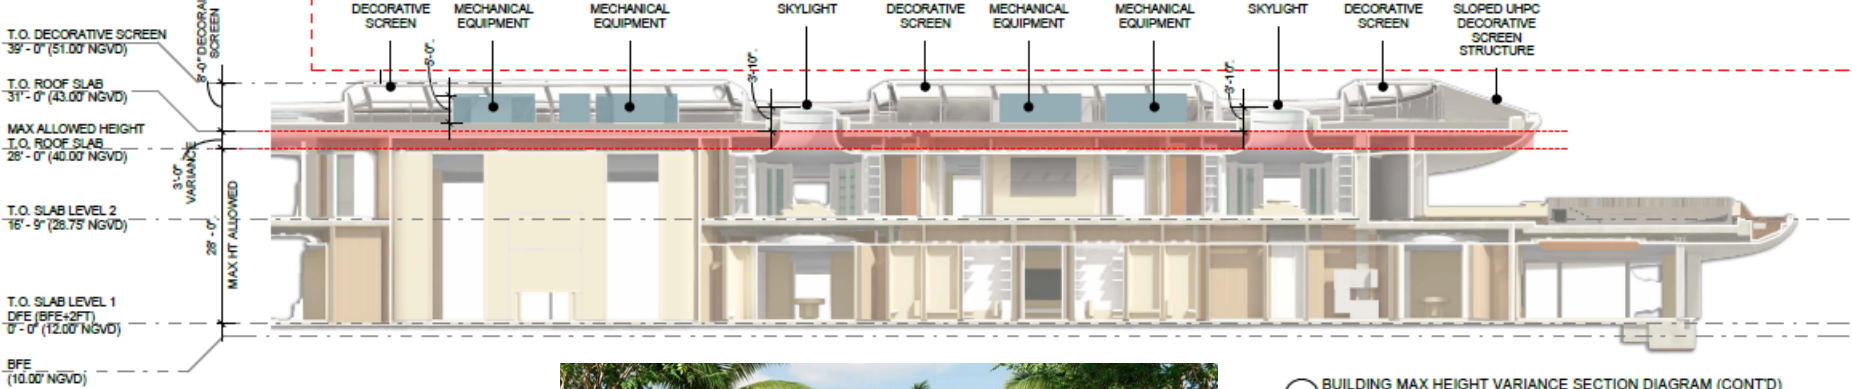 DECORATIVE
SCREEN
MECHANICAL
EQUIPMENT
MECHANICAL
EQUIPMENT
SKYLIGHT
DECORATIVE
SCREEN
MECHANICAL
EQUIPMENT
MECHANICAL
EQUIPMENT
SKYLIGHT
DECORATIVE
SCREEN
SLOPED UHPC
DECORATIVE
SCREEN
STRUCTURE
T.O. DECORATIVE SCREEN
39' - 0" (51.00' NGVD)
8'-0" DECORA
SCREEN
5'-0".
3'-10".
3'-10".
T.O. ROOF SLAB
31' - 0" (43.00' NGVD)
MAX ALLOWED HEIGHT
T.O. ROOF SLAB
28' - 0" (40.00' NGVD)
3'-0"
VARIANCE
T.O. SLAB LEVEL 2
16' - 9" (28.75' NGVD)
28' - 0".
MAX HT ALLOWED
T.O. SLAB LEVEL 1
DFE (BFE+2FT)
0' - 0" (12.00' NGVD)
BFE
(10.00' NGVD)
BUILDING MAX HEIGHT VARIANCE SECTION DIAGRAM (CONT'D)